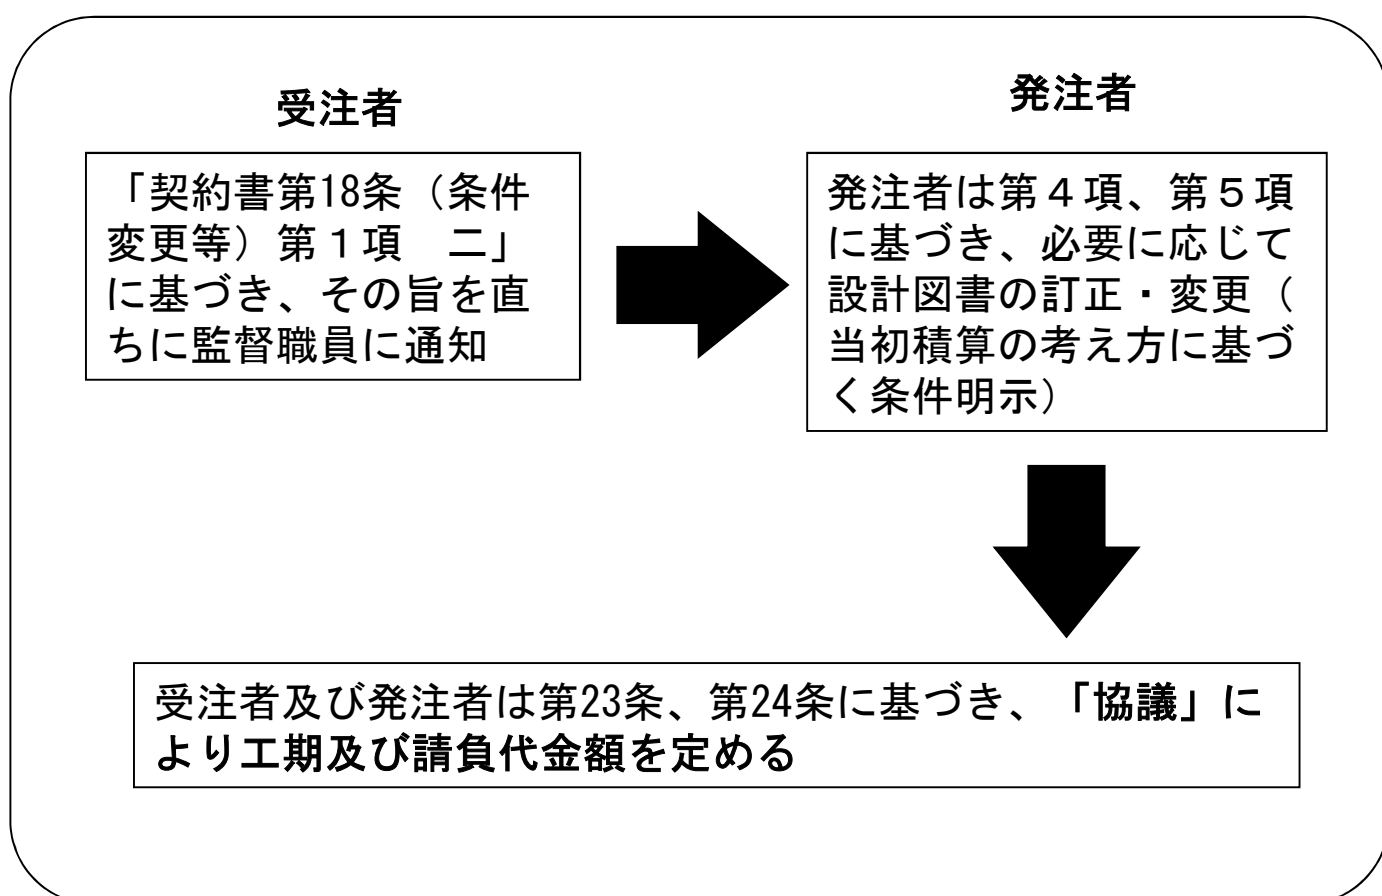 受注者
発注者
「契約書第18条（条件
変更等）第１項　二」
に基づき、その旨を直
ちに監督職員に通知
発注者は第４項、第５項
に基づき、必要に応じて
設計図書の訂正・変更（
当初積算の考え方に基づ
く条件明示）
受注者及び発注者は第23条、第24条に基づき、「協議」に
より工期及び請負代金額を定める